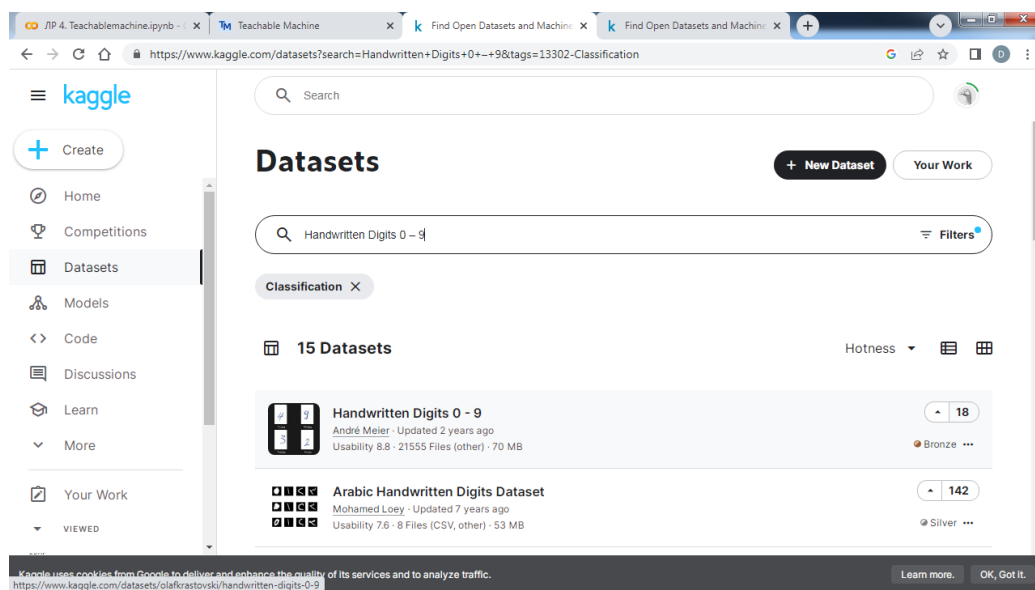 ЛР 4. Teachablemachine.ipynb - C
Teachable Machine
Find Open Datasets and Machine
Find Open Datasets and Machine
https://www.kaggle.com/datasets?search=Handwritten+Digits+0+–+9&tags=13302-Classification
D
kaggle
Search
Create
Datasets
+ New Dataset
Your Work
Home
Competitions
Handwritten Digits 0 – 9
Filters
Datasets
Classification X
Models
Code
15 Datasets
Hotness
Discussions
Learn
Handwritten Digits 0 - 9
18
André Meier · Updated 2 years ago
More
Usability 8.8 · 21555 Files (other) · 70 MB
Bronze
Your Work
Arabic Handwritten Digits Dataset
142
Mohamed Loey · Updated 7 years ago
VIEWED
Usability 7.6 · 8 Files (CSV, other) · 53 MB
Silver
Kaggle uses cookies from Google to deliver and enhance the quality of its services and to analyze traffic.
Learn more.
OK, Got it.
https://www.kaggle.com/datasets/olafkrastovski/handwritten-digits-0-9